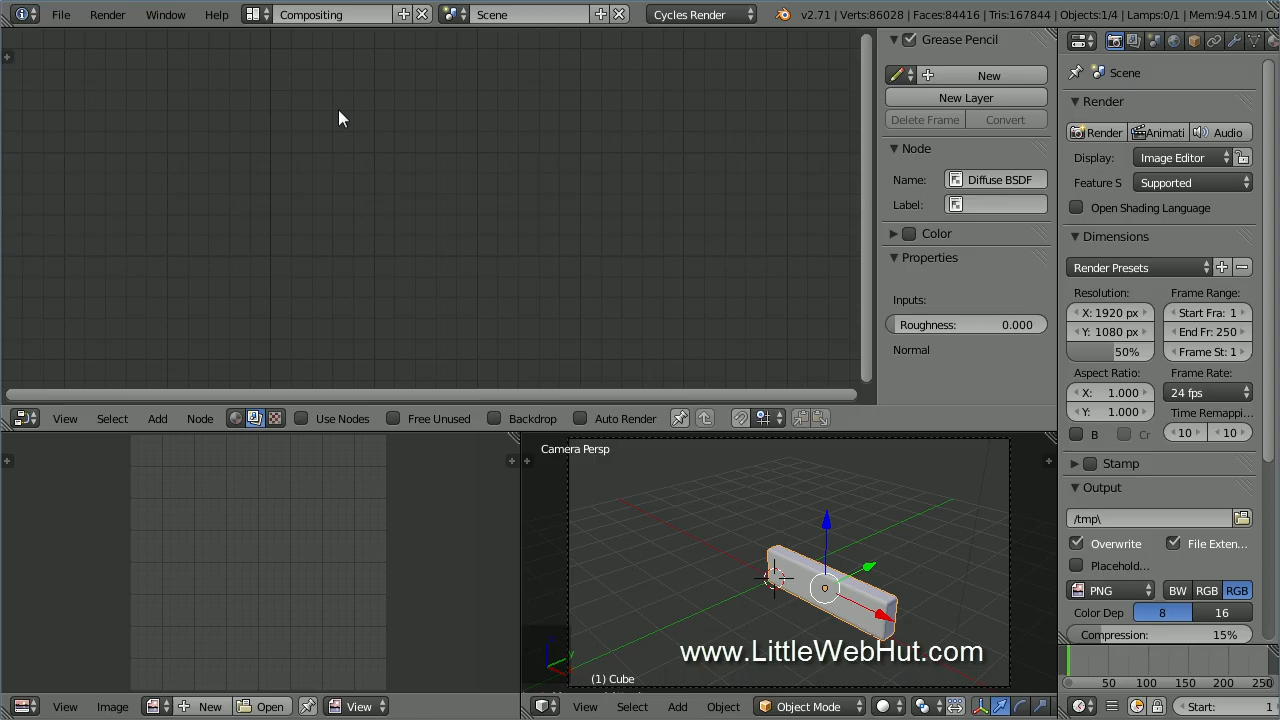 File Render Window Help Compositing Scene Cycles Render v2.71 | Verts:86028 | Faces:84416 | Tris:167844 | Objects:1/4 | Lamps:0/1 | Mem:94.51M | Cu
Grease Pencil
New
New Layer
Delete Frame Convert
Node
Name: Diffuse BSDF
Label:
Color
Properties
Inputs:
Roughness: 0.000
Normal
Scene
Render
Render Animati Audio
Display: Image Editor
Feature S Supported
Open Shading Language
Dimensions
Render Presets
Resolution: Frame Range:
X: 1920 px Start Fra: 1
Y: 1080 px End Fr: 250
50% Frame St: 1
Aspect Ratio: Frame Rate:
X: 1.000 24 fps
Y: 1.000 Time Remappi...
B Cr 10 10
Stamp
Output
/tmp\
Overwrite File Exten...
Placehold...
PNG BW RGB RGB
Color Dep 8 16
Compression: 15%
View Select Add Node Use Nodes Free Unused Backdrop Auto Render
Camera Persp
www.LittleWebHut.com
(1) Cube
50 100 150 200 250
View Image New Open View
View Select Add Object Object Mode
Start: 1